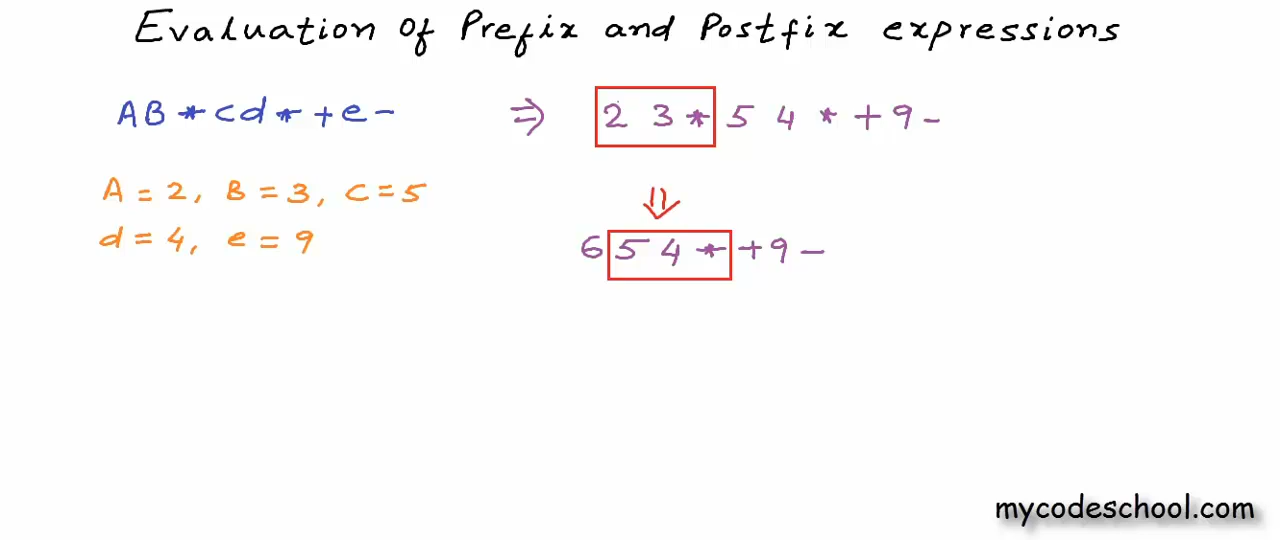 Evaluation of Prefix and Postfix expressions
AB*cd*+e- ⇒ 2 3 * 5 4 * + 9 -
A = 2, B = 3, C = 5
d = 4, e = 9
⇓
6 5 4 * + 9 -
mycodeschool.com